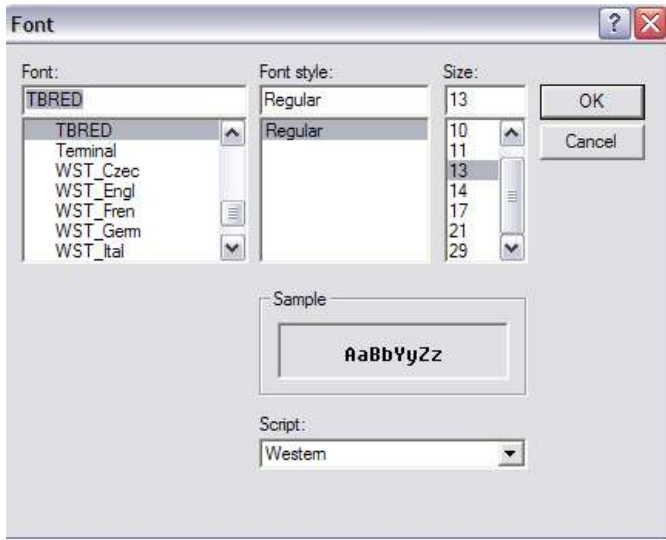 Font
Font: Font style: Size:
TBRED Regular 13 OK
TBRED Regular 10 Cancel
Terminal 11
WST_Czec 13
WST_Engl 14
WST_Fren 17
WST_Germ 21
WST_Ital 29
Sample
AaBbYyZz
Script:
Western